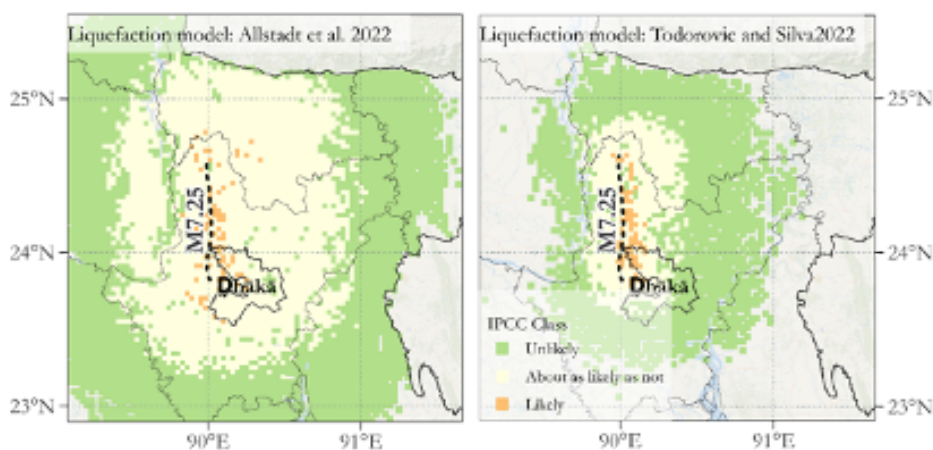 Liquefaction model: Allstadt et al. 2022
25°N
24°N
23°N
M7.25
Dhaka
90°E
91°E
Liquefaction model: Todorovic and Silva2022
M7.25
Dhaka
IPCC Class
Unlikely
About as likely as not
Likely
25°N
24°N
23°N
90°E
91°E